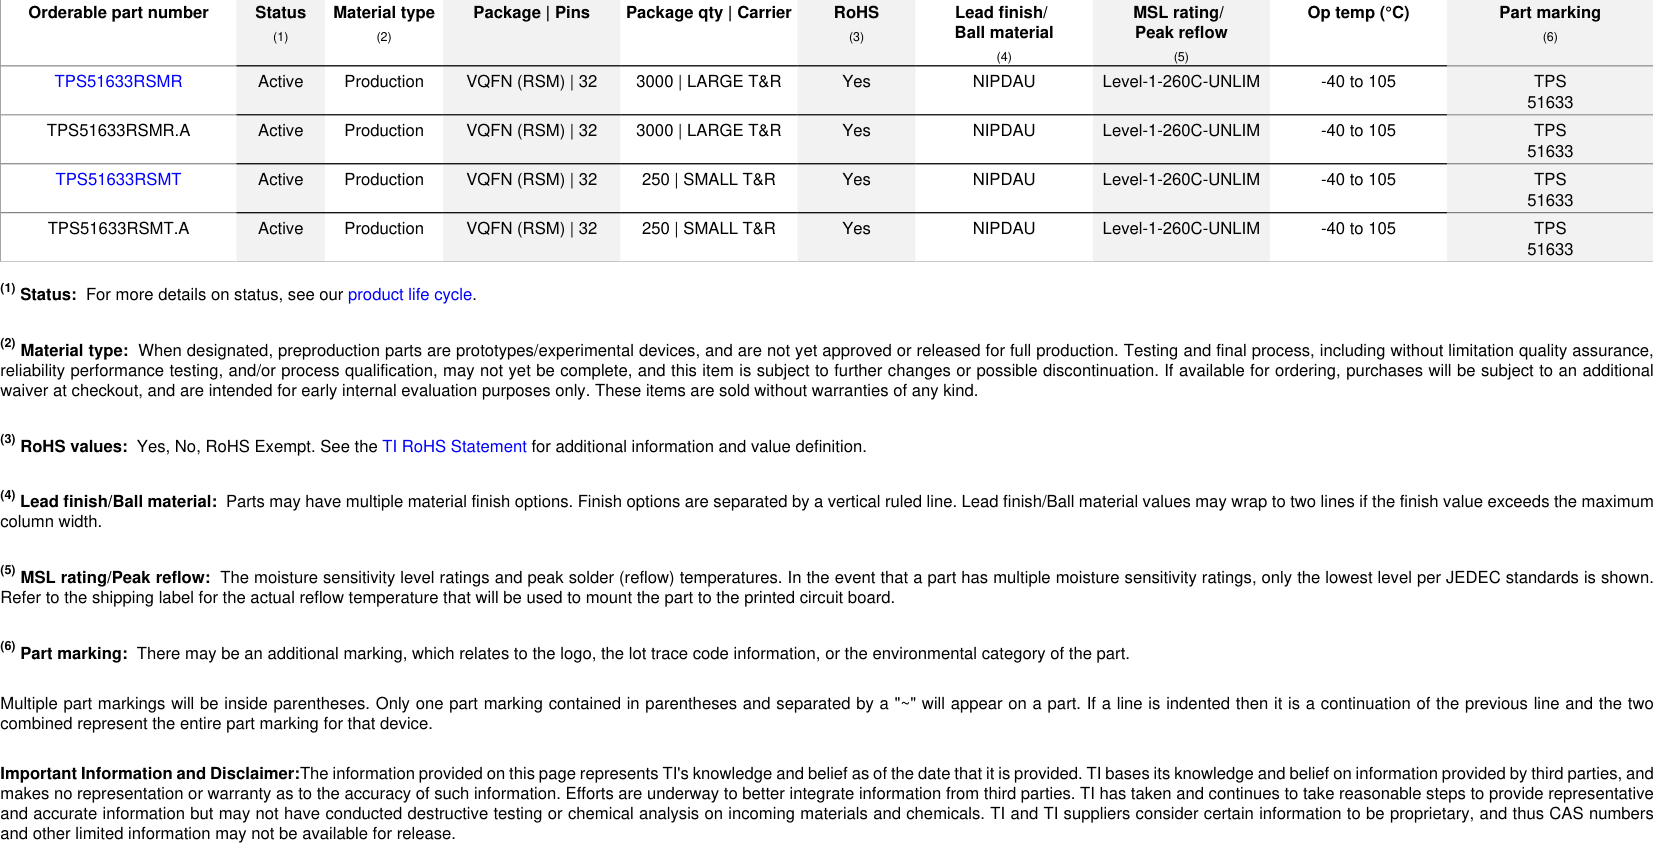 Orderable part number Status Material type Package | Pins Package qty | Carrier RoHS Lead finish/ MSL rating/ Op temp (°C) Part marking
(1) (2) (3) Ball material Peak reflow (6)
(4) (5)
TPS51633RSMR Active Production VQFN (RSM) | 32 3000 | LARGE T&R Yes NIPDAU Level-1-260C-UNLIM -40 to 105 TPS
51633
TPS51633RSMR.A Active Production VQFN (RSM) | 32 3000 | LARGE T&R Yes NIPDAU Level-1-260C-UNLIM -40 to 105 TPS
51633
TPS51633RSMT Active Production VQFN (RSM) | 32 250 | SMALL T&R Yes NIPDAU Level-1-260C-UNLIM -40 to 105 TPS
51633
TPS51633RSMT.A Active Production VQFN (RSM) | 32 250 | SMALL T&R Yes NIPDAU Level-1-260C-UNLIM -40 to 105 TPS
51633
(1) Status: For more details on status, see our product life cycle.
(2) Material type: When designated, preproduction parts are prototypes/experimental devices, and are not yet approved or released for full production. Testing and final process, including without limitation quality assurance,
reliability performance testing, and/or process qualification, may not yet be complete, and this item is subject to further changes or possible discontinuation. If available for ordering, purchases will be subject to an additional
waiver at checkout, and are intended for early internal evaluation purposes only. These items are sold without warranties of any kind.
(3) RoHS values: Yes, No, RoHS Exempt. See the TI RoHS Statement for additional information and value definition.
(4) Lead finish/Ball material: Parts may have multiple material finish options. Finish options are separated by a vertical ruled line. Lead finish/Ball material values may wrap to two lines if the finish value exceeds the maximum
column width.
(5) MSL rating/Peak reflow: The moisture sensitivity level ratings and peak solder (reflow) temperatures. In the event that a part has multiple moisture sensitivity ratings, only the lowest level per JEDEC standards is shown.
Refer to the shipping label for the actual reflow temperature that will be used to mount the part to the printed circuit board.
(6) Part marking: There may be an additional marking, which relates to the logo, the lot trace code information, or the environmental category of the part.
Multiple part markings will be inside parentheses. Only one part marking contained in parentheses and separated by a "~" will appear on a part. If a line is indented then it is a continuation of the previous line and the two
combined represent the entire part marking for that device.
Important Information and Disclaimer:The information provided on this page represents TI's knowledge and belief as of the date that it is provided. TI bases its knowledge and belief on information provided by third parties, and
makes no representation or warranty as to the accuracy of such information. Efforts are underway to better integrate information from third parties. TI has taken and continues to take reasonable steps to provide representative
and accurate information but may not have conducted destructive testing or chemical analysis on incoming materials and chemicals. TI and TI suppliers consider certain information to be proprietary, and thus CAS numbers
and other limited information may not be available for release.